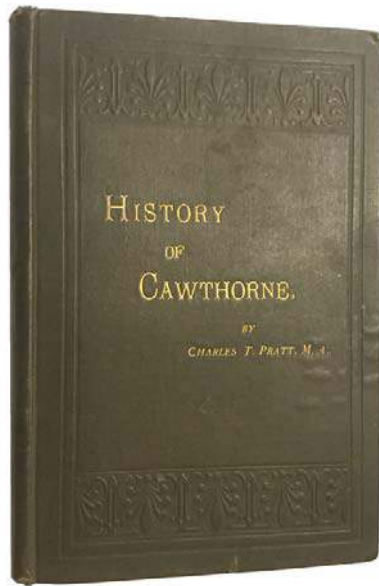 HISTORY
OF
CAWTHORNE.
BY
CHARLES T. PRATT, M. A.